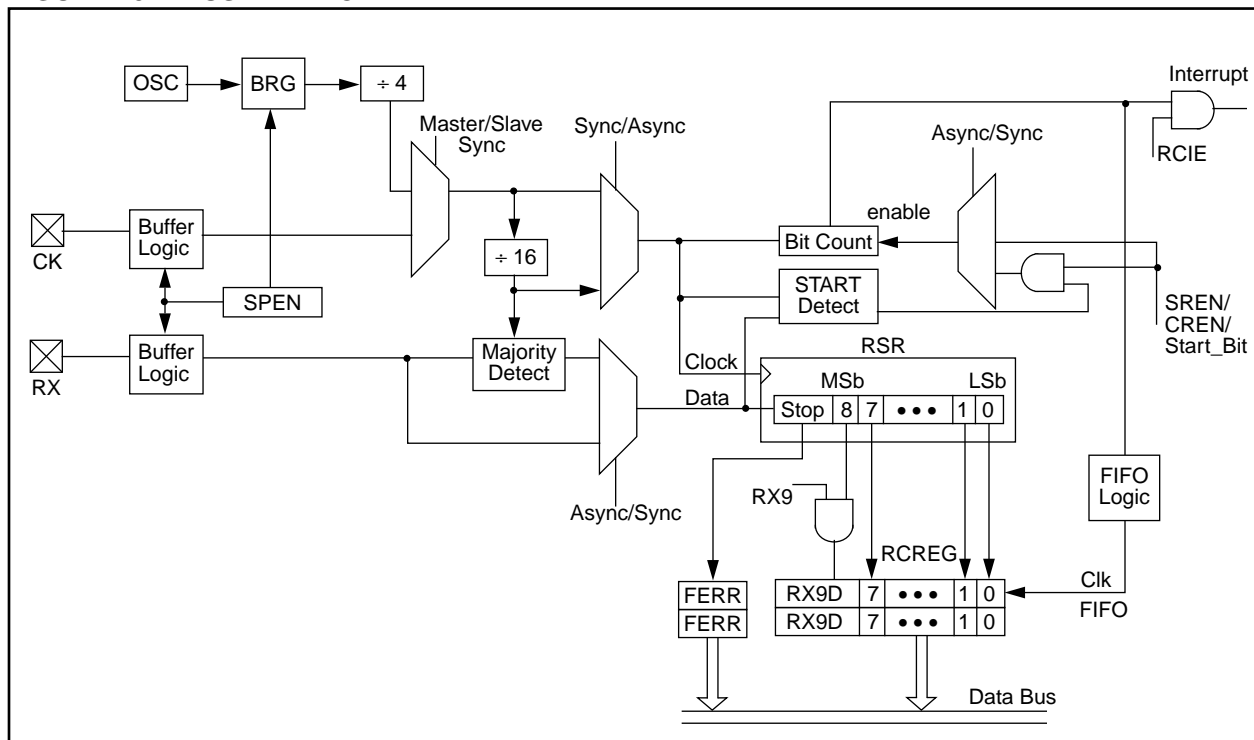 OSC
BRG
÷ 4
Interrupt
Master/Slave
Sync
Sync/Async
Async/Sync
RCIE
Buffer
Logic
CK
enable
Bit Count
÷ 16
SPEN
START
Detect
SREN/
CREN/
Start_Bit
Buffer
Logic
RX
Majority
Detect
Clock
RSR
MSb
LSb
Data
Stop 8 7 ••• 1 0
Async/Sync
RX9
FIFO
Logic
RCREG
Clk
FIFO
FERR
RX9D 7 ••• 1 0
FERR
RX9D 7 ••• 1 0
Data Bus